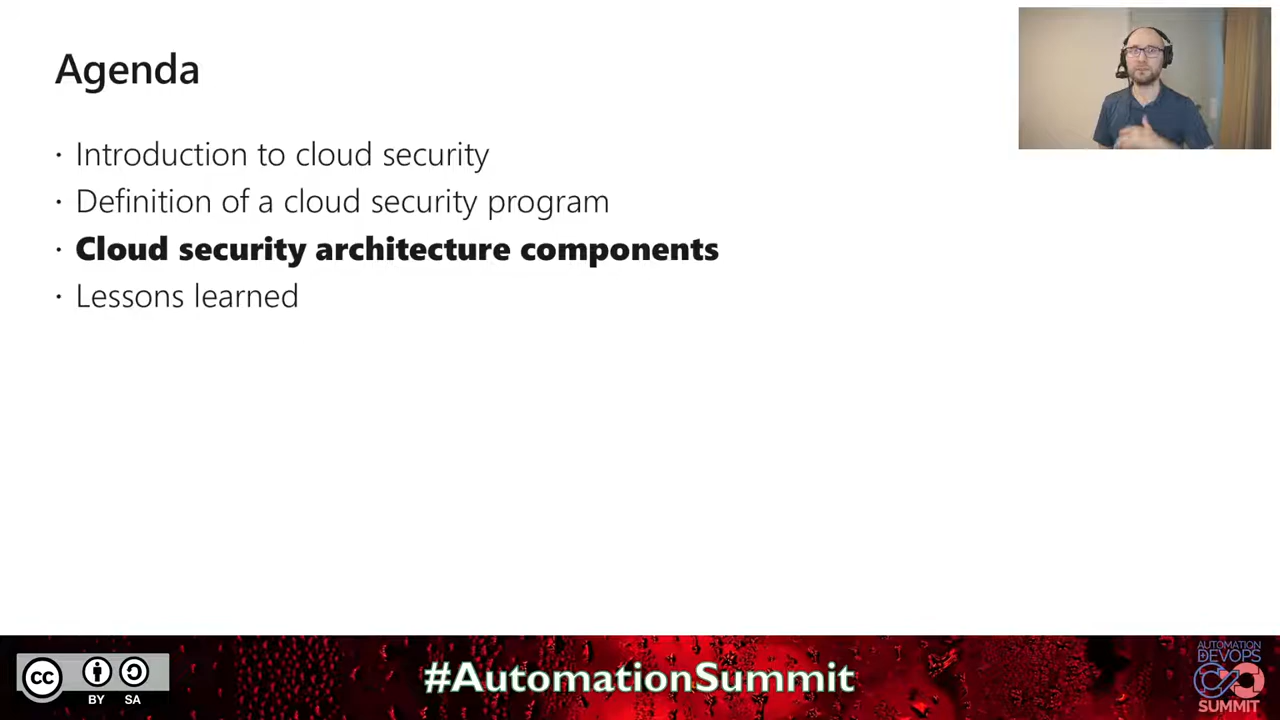 Agenda
· Introduction to cloud security
· Definition of a cloud security program
· Cloud security architecture components
· Lessons learned
cc
BY SA
#AutomationSummit
AUTOMATION
DEVOPS
SUMMIT